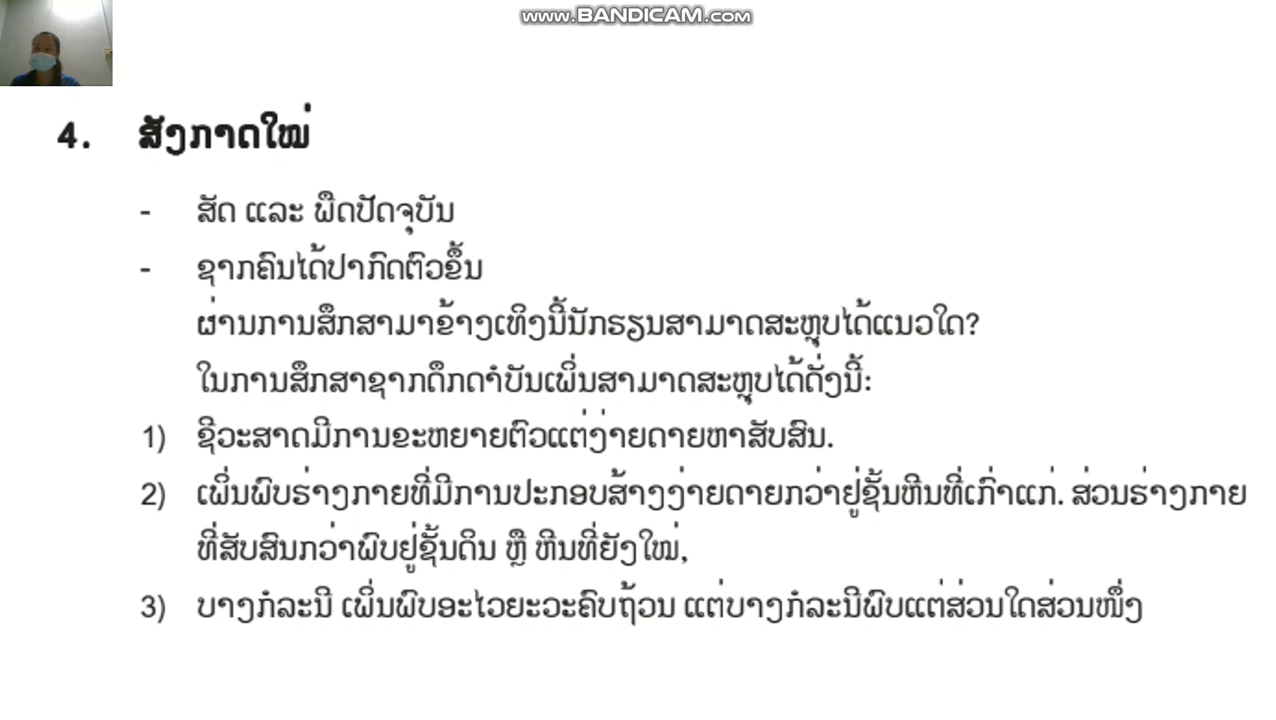 www.BANDICAM.com
4. ສັງກາດໃໝ່
- ສັດ ແລະ ພືດປັດຈຸບັນ
- ຊາກຄົນໄດ້ປາກົດຕົວຂຶ້ນ
ຜ່ານການສຶກສາມາຂ້າງເທິງນີ້ນັກຮຽນສາມາດສະຫຼຸບໄດ້ແນວໃດ?
ໃນການສຶກສາຊາກດຶກດຳບັນເພິ່ນສາມາດສະຫຼຸບໄດ້ດັ່ງນີ້:
1) ຊີວະສາດມີການຂະຫຍາຍຕົວແຕ່ງ່າຍດາຍຫາສັບສົນ.
2) ເພິ່ນພົບຮ່າງກາຍທີ່ມີການປະກອບສ້າງງ່າຍດາຍກວ່າຢູ່ຊັ້ນຫີນທີ່ເກົ່າແກ່. ສ່ວນຮ່າງກາຍ
ທີ່ສັບສົນກວ່າພົບຢູ່ຊັ້ນດິນ ຫຼື ຫີນທີ່ຍັງໃໝ່,
3) ບາງກໍລະນີ ເພິ່ນພົບອະໄວຍະວະຄົບຖ້ວນ ແຕ່ບາງກໍລະນີພົບແຕ່ສ່ວນໃດສ່ວນໜຶ່ງ